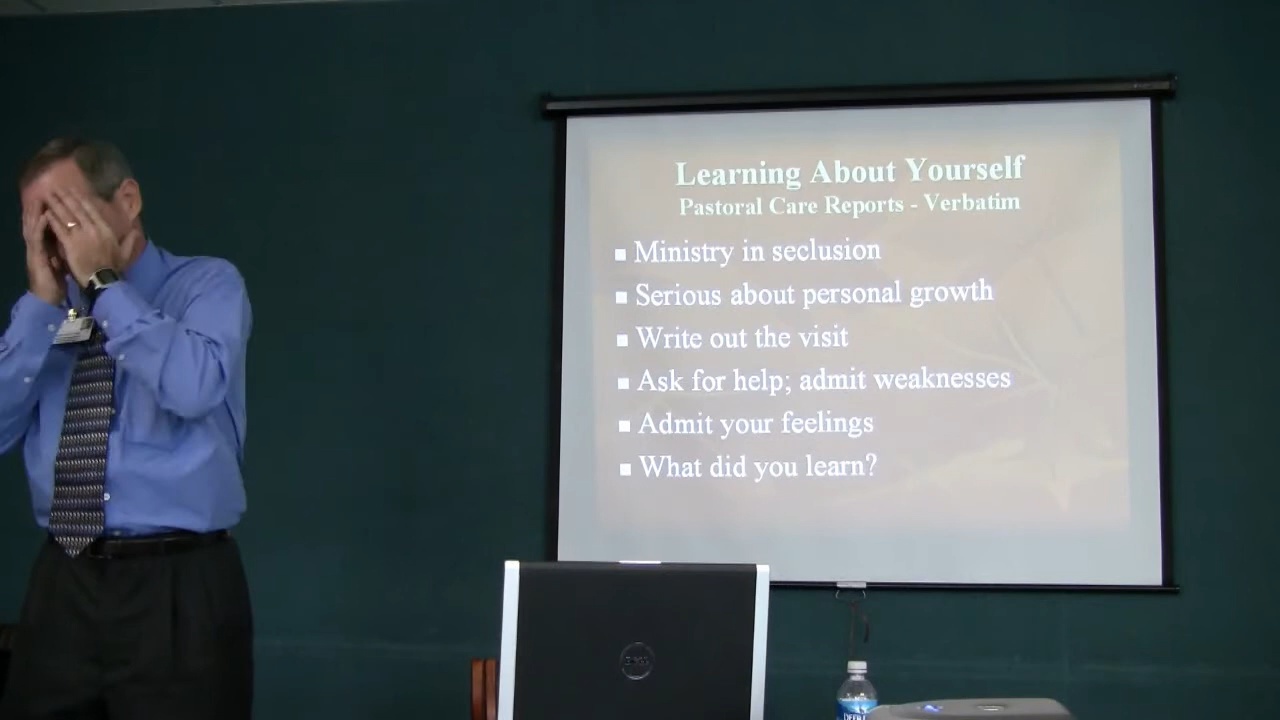 Learning About Yourself
Pastoral Care Reports - Verbatim
■ Ministry in seclusion
■ Serious about personal growth
■ Write out the visit
■ Ask for help; admit weaknesses
■ Admit your feelings
■ What did you learn?
DELL